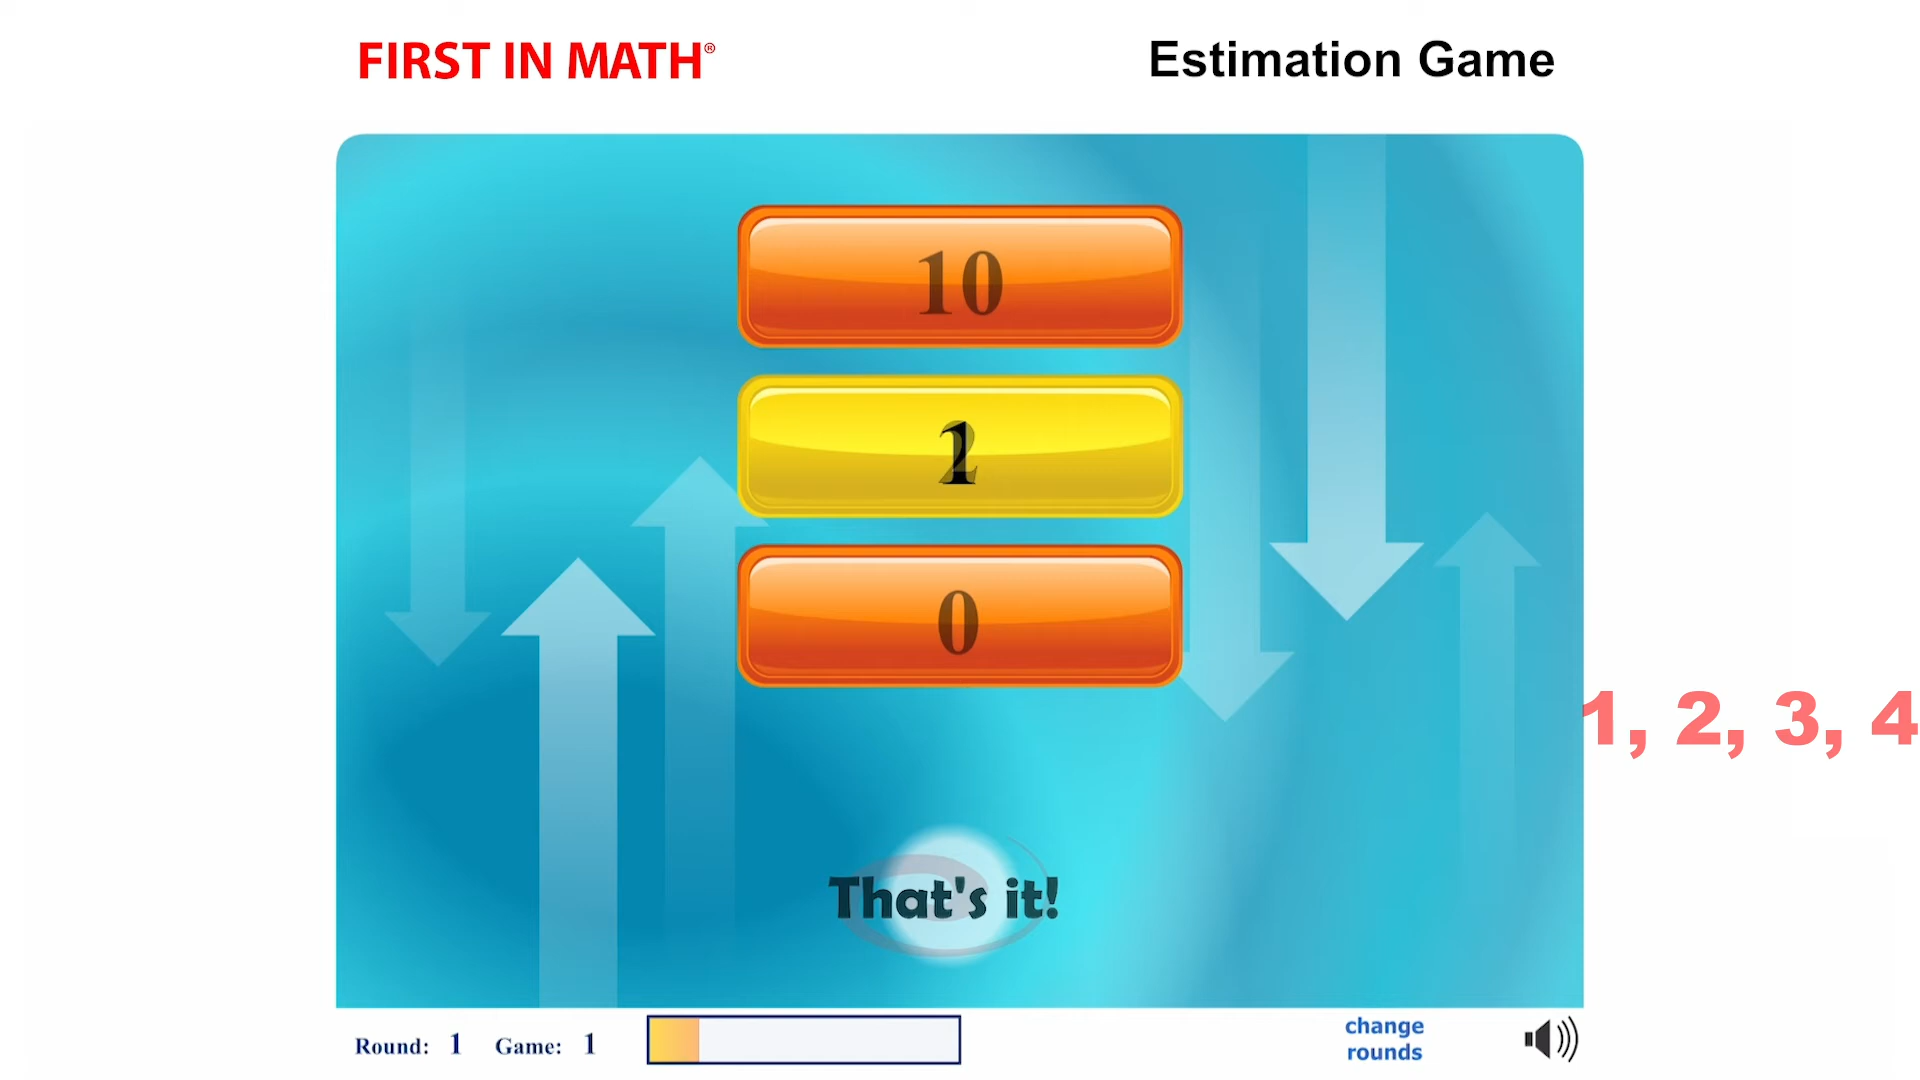 FIRST IN MATH®
Estimation Game
10
1
0
1, 2, 3, 4
That's it!
Round: 1 Game: 1
change
rounds